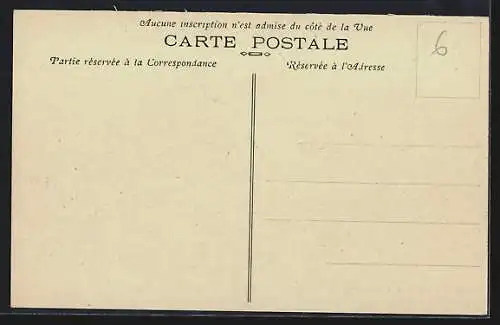 Aucune inscription n'est admise du côté de la Vue
CARTE POSTALE
Partie réservée à la Correspondance
Réservée à l'Adresse
6